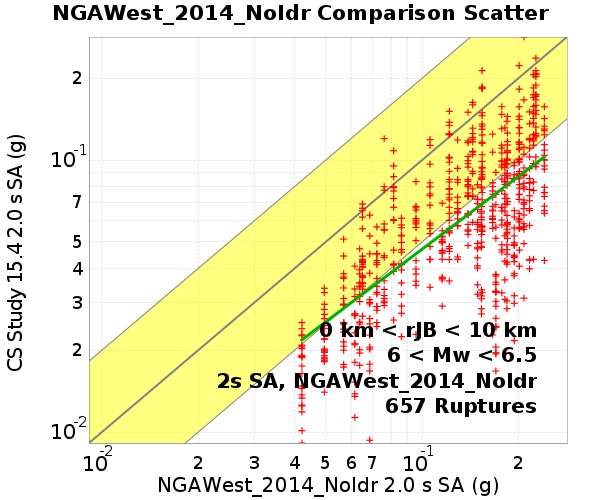 NGAWest_2014_NoIdr Comparison Scatter
CS Study 15.4 2.0 s SA (g)
2
10-1
7
5
4
3
2
10-2
0 km < rJB < 10 km
6 < Mw < 6.5
2s SA, NGAWest_2014_NoIdr
657 Ruptures
10-2 2 3 4 5 6 7 10-1 2
NGAWest_2014_NoIdr 2.0 s SA (g)